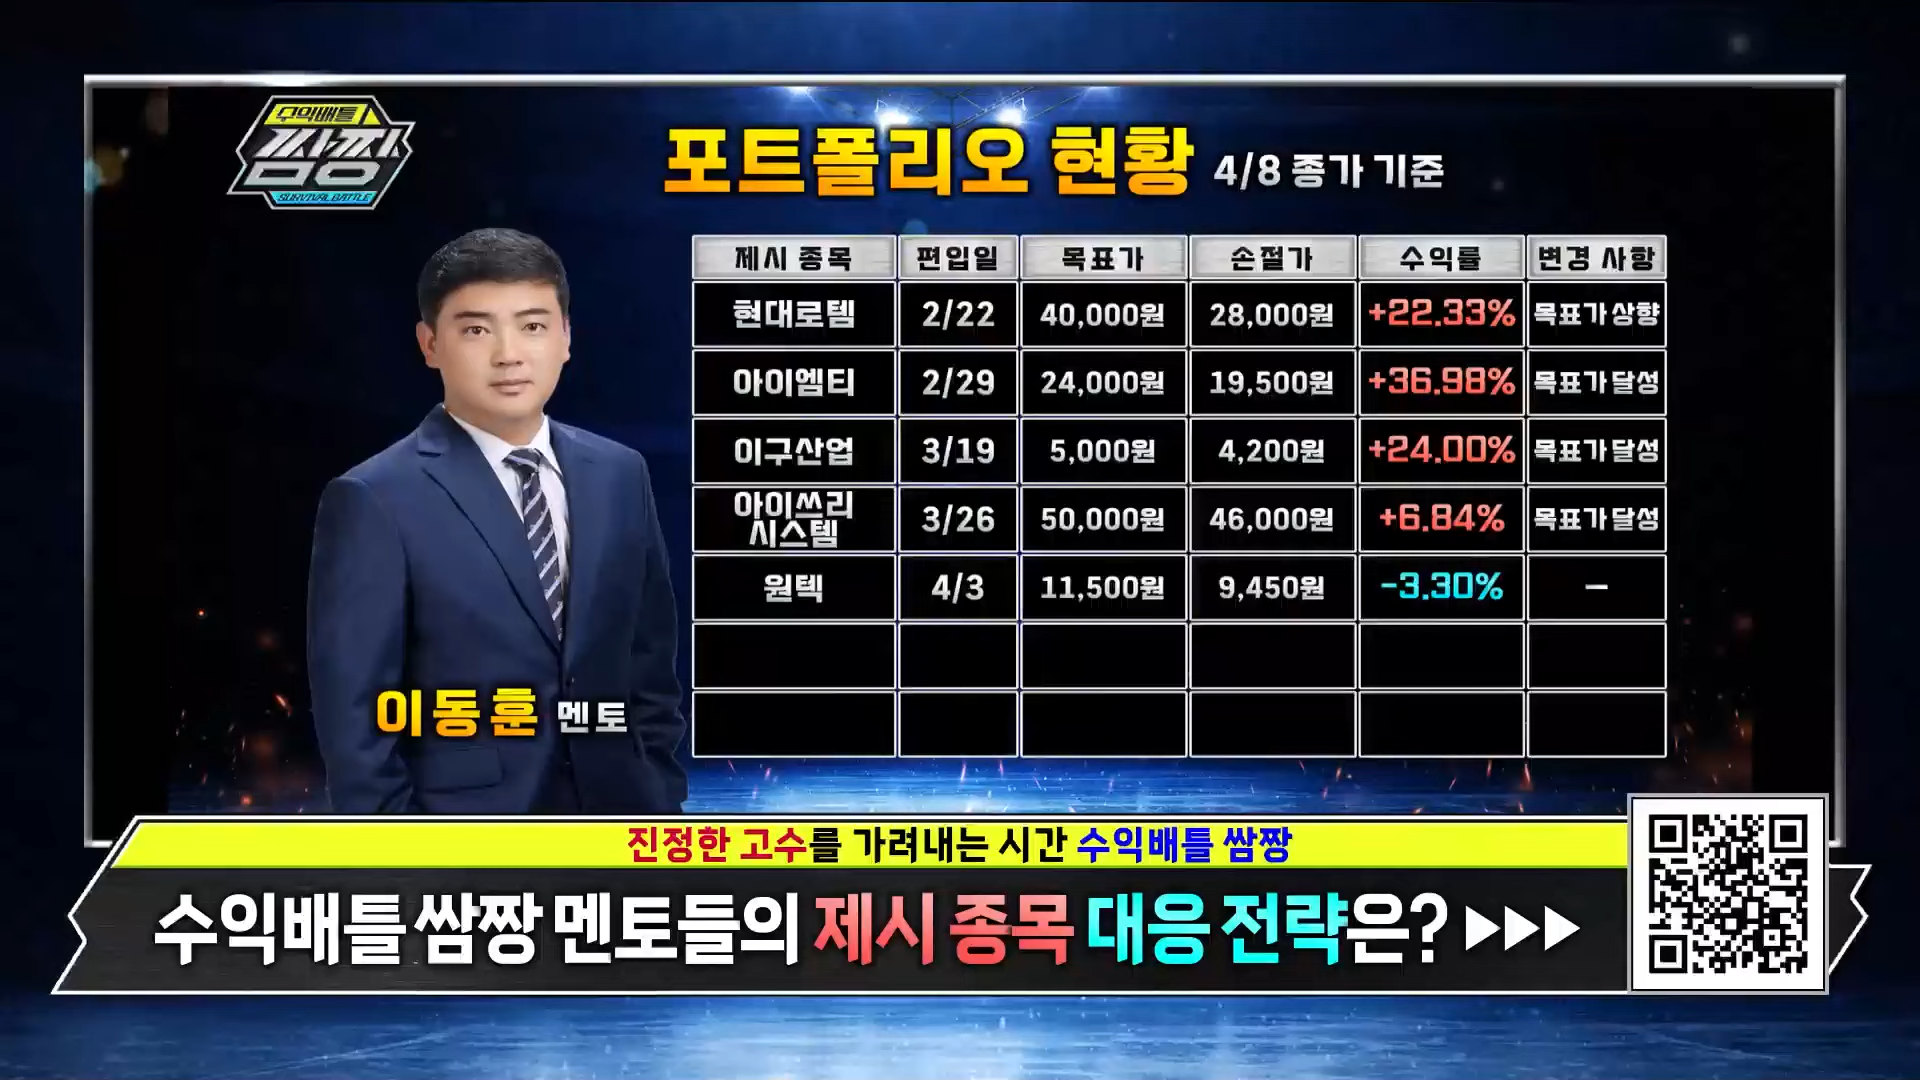 수익배틀
쌈짱
SURVIVAL BATTLE
포트폴리오 현황 4/8 종가 기준
제시 종목 편입일 목표가 손절가 수익률 변경 사항
현대로템 2/22 40,000원 28,000원 +22.33% 목표가 상향
아이엠티 2/29 24,000원 19,500원 +36.98% 목표가 달성
이구산업 3/19 5,000원 4,200원 +24.00% 목표가 달성
아이쓰리
시스템 3/26 50,000원 46,000원 +6.84% 목표가 달성
원텍 4/3 11,500원 9,450원 -3.30% –
이동훈 멘토
진정한 고수를 가려내는 시간 수익배틀 쌈짱
수익배틀 쌈짱 멘토들의 제시 종목 대응 전략은? ▶▶▶